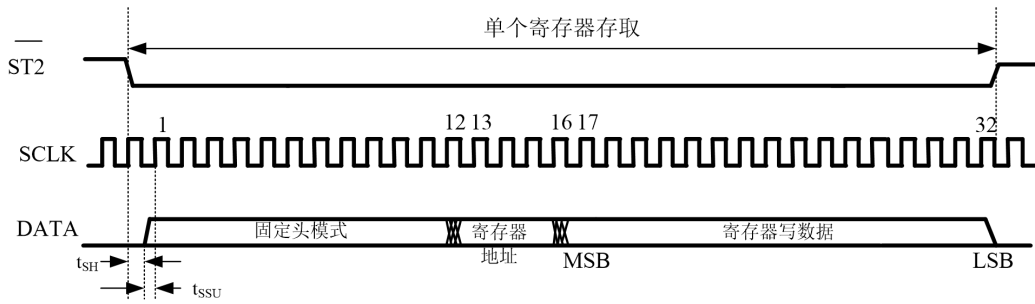 单个寄存器存取
ST2
1 12 13 16 17 32
SCLK
DATA 固定头模式 寄存器 寄存器写数据
地址 MSB LSB
tSH
tSSU